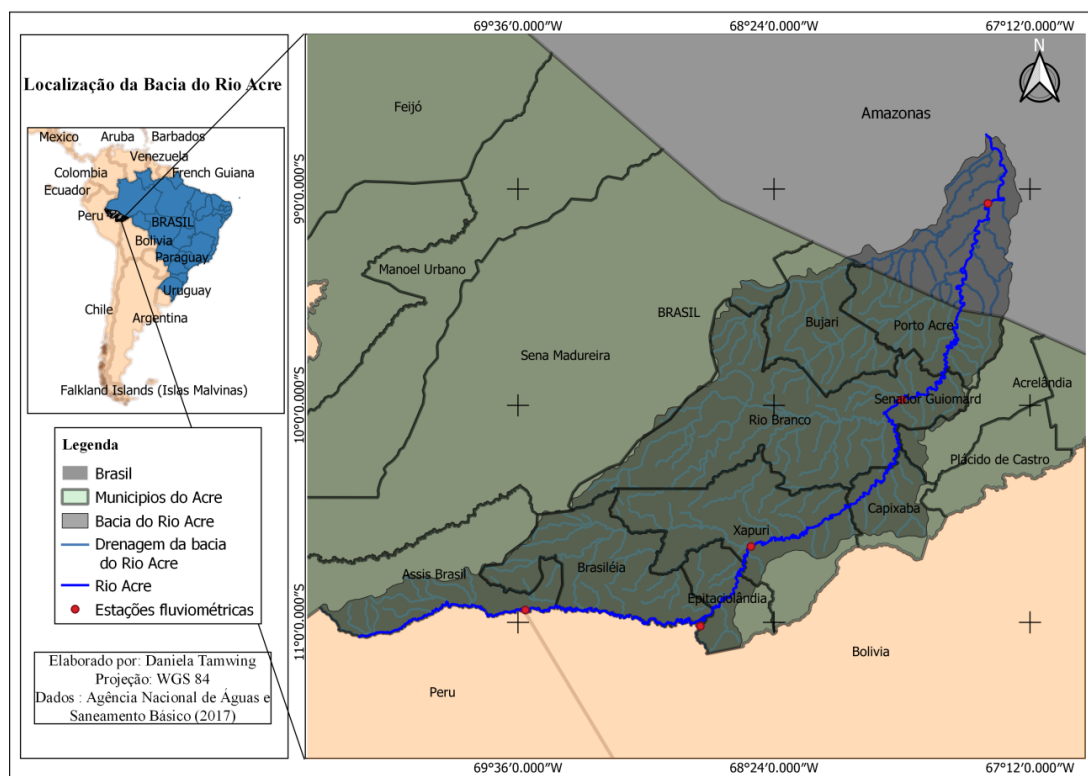 69°36'0.000"W
68°24'0.000"W
67°12'0.000"W
Localização da Bacia do Rio Acre
Mexico
Aruba
Barbados
Venezuela
Colombia
French Guiana
Ecuador
Peru
BRASIL
Bolivia
Paraguay
Uruguay
Chile
Argentina
Falkland Islands (Islas Malvinas)
Legenda
Brasil
Municipios do Acre
Bacia do Rio Acre
Drenagem da bacia
do Rio Acre
Rio Acre
Estações fluviométricas
Elaborado por: Daniela Tamwing
Projeção: WGS 84
Dados : Agência Nacional de Águas e
Saneamento Básico (2017)
9°0'0.000"S
10°0'0.000"S
11°0'0.000"S
N
Feijó
Amazonas
Manoel Urbano
BRASIL
Bujari
Porto Acre
Sena Madureira
Acrelândia
Senador Guiomard
Rio Branco
Plácido de Castro
Capixaba
Xapuri
Assis Brasil
Brasiléia
Epitaciolândia
Bolivia
Peru
69°36'0.000"W
68°24'0.000"W
67°12'0.000"W